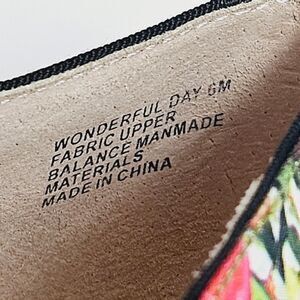 WONDERFUL DAY 6M
FABRIC UPPER
BALANCE MANMADE
MATERIALS
MADE IN CHINA